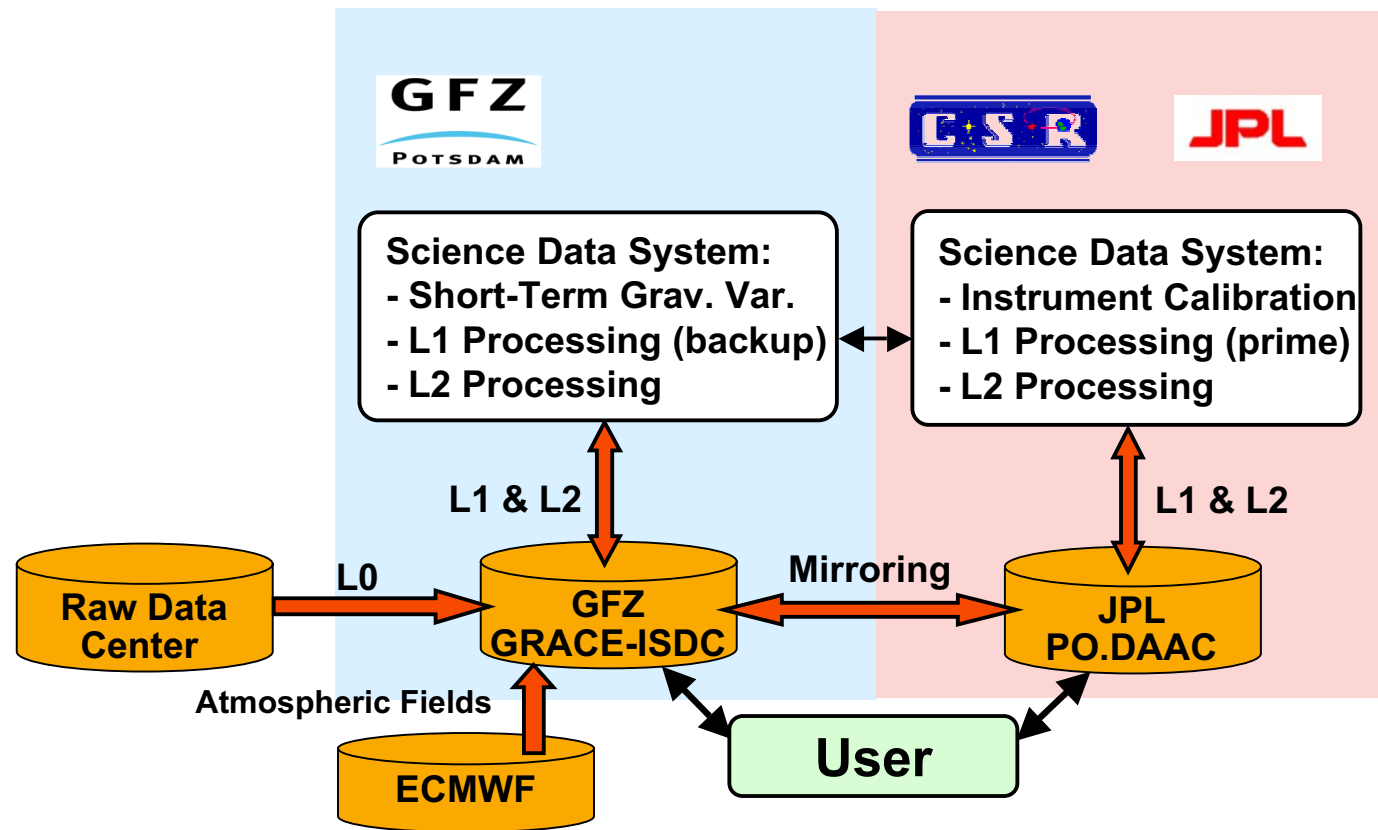 GFZ
POTSDAM
CSR
JPL
Science Data System:
- Short-Term Grav. Var.
- L1 Processing (backup)
- L2 Processing
Science Data System:
- Instrument Calibration
- L1 Processing (prime)
- L2 Processing
L1 & L2
L1 & L2
Raw Data
Center
L0
GFZ
GRACE-ISDC
Mirroring
JPL
PO.DAAC
Atmospheric Fields
ECMWF
User